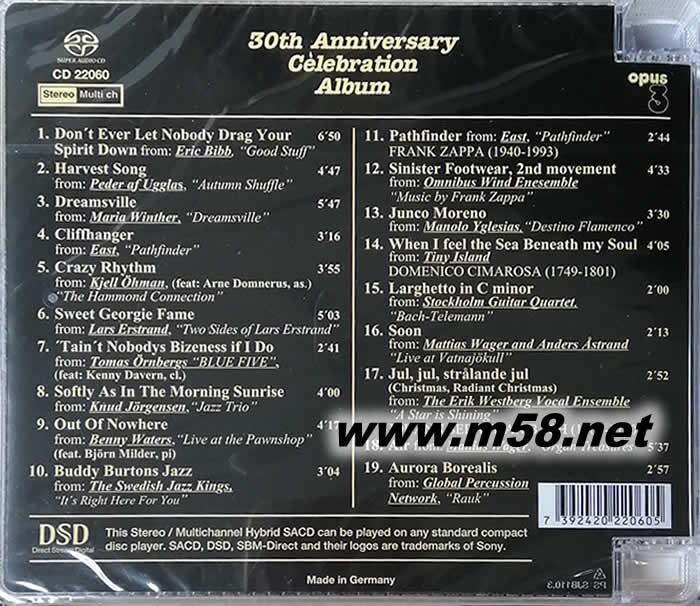 SUPER AUDIO CD
CD 22060
Stereo Multi ch
30th Anniversary
Celebration
Album
opus
3
1. Don´t Ever Let Nobody Drag Your 6'50
Spirit Down from: Eric Bibb, “Good Stuff”
2. Harvest Song 4'47
from: Peder af Ugglas, “Autumn Shuffle”
3. Dreamsville 5'47
from: Maria Winther, “Dreamsville”
4. Cliffhanger 3'16
from: East, “Pathfinder”
5. Crazy Rhythm 3'55
from: Kjell Öhman, (feat: Arne Domnerus, as.)
“The Hammond Connection”
6. Sweet Georgie Fame 5'03
from: Lars Erstrand, “Two Sides of Lars Erstrand”
7. ‘Tain´t Nobodys Bizeness if I Do 2'41
from: Tomas Örnbergs “BLUE FIVE”,
(feat: Kenny Davern, cl.)
8. Softly As In The Morning Sunrise 4'00
from: Knud Jörgensen, “Jazz Trio”
9. Out Of Nowhere
from: Benny Waters, “Live at the Pawnshop”
(feat. Björn Milder, pi)
10. Buddy Burtons Jazz 3'04
from: The Swedish Jazz Kings,
“It´s Right Here For You”
11. Pathfinder from: East, “Pathfinder” 2'44
FRANK ZAPPA (1940-1993)
12. Sinister Footwear, 2nd movement 4'33
from: Omnibus Wind Enesemble
“Music by Frank Zappa”
13. Junco Moreno 3'30
from: Manolo Yglesias, “Destino Flamenco”
14. When I feel the Sea Beneath my Soul 4'05
from: Tiny Island
DOMENICO CIMAROSA (1749-1801)
15. Larghetto in C minor 2'00
from: Stockholm Guitar Quartet,
“Bach-Telemann”
16. Soon 2'13
from: Mattias Wager and Anders Åstrand
“Live at Vatnajökull”
17. Jul, jul, strålande jul 2'52
(Christmas, Radiant Christmas)
from: The Erik Westberg Vocal Ensemble
“A Star is Shining”
18. Air from: Wager, “Organ Treasures” 5'37
19. Aurora Borealis 2'57
from: Global Percussion
Network, “Rauk”
www.m58.net
7 392420 220605
DSD
Direct Stream Digital
This Stereo / Multichannel Hybrid SACD can be played on any standard compact
disc player. SACD, DSD, SBM-Direct and their logos are trademarks of Sony.
Made in Germany
PS SJB110.3